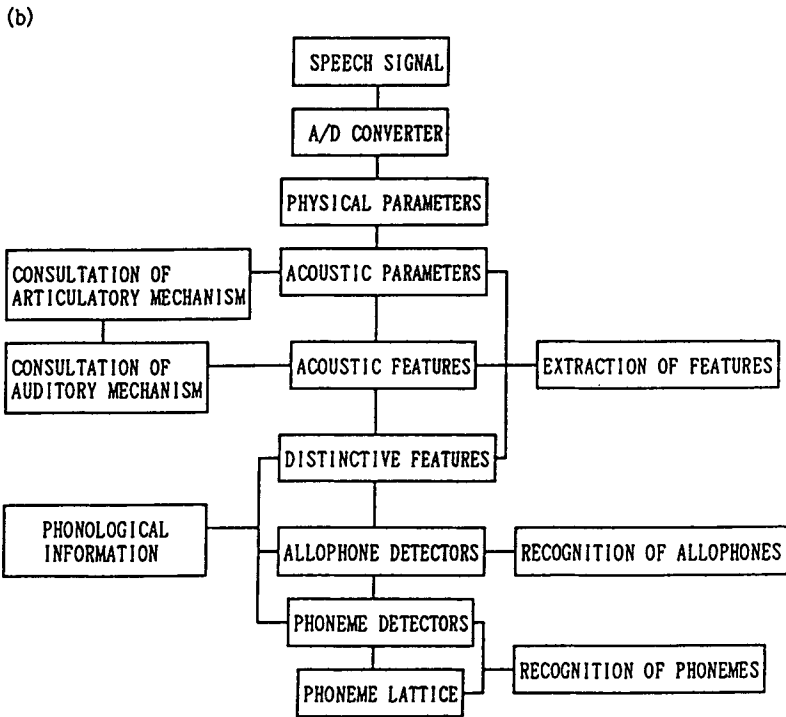 (b)
SPEECH SIGNAL
A/D CONVERTER
PHYSICAL PARAMETERS
CONSULTATION OF
ARTICULATORY MECHANISM
ACOUSTIC PARAMETERS
CONSULTATION OF
AUDITORY MECHANISM
ACOUSTIC FEATURES
EXTRACTION OF FEATURES
DISTINCTIVE FEATURES
PHONOLOGICAL
INFORMATION
ALLOPHONE DETECTORS
RECOGNITION OF ALLOPHONES
PHONEME DETECTORS
RECOGNITION OF PHONEMES
PHONEME LATTICE